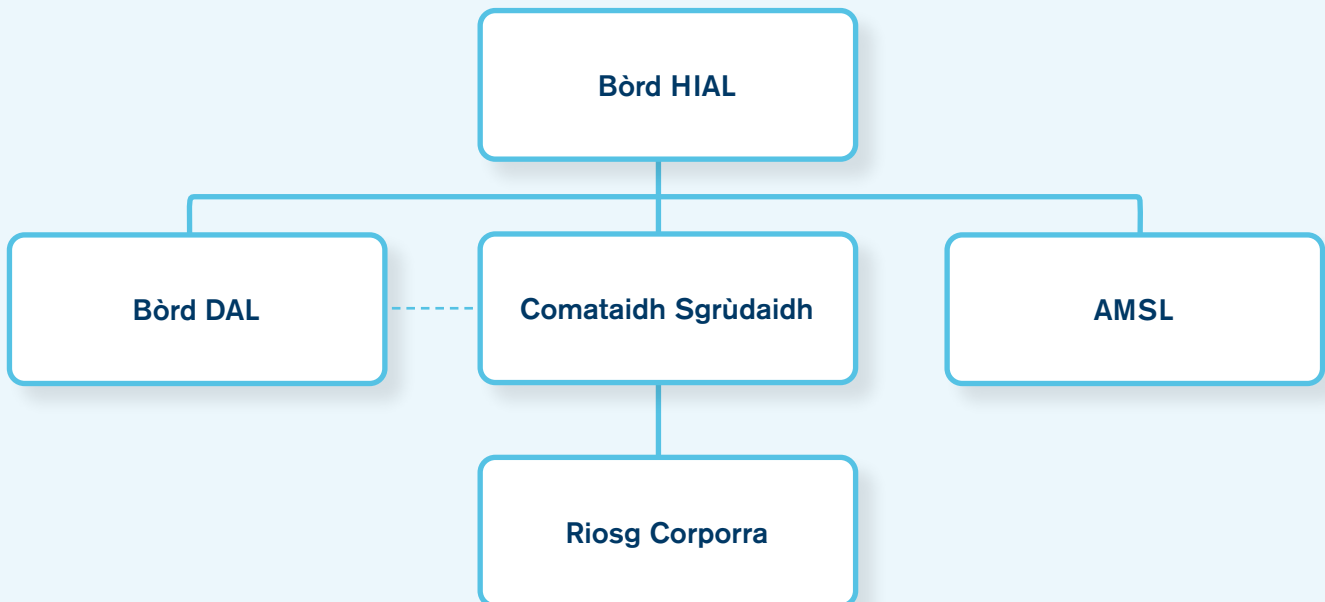 Bòrd HIAL
Bòrd DAL
Comataidh Sgrùdaidh
AMSL
Riosg Corporra